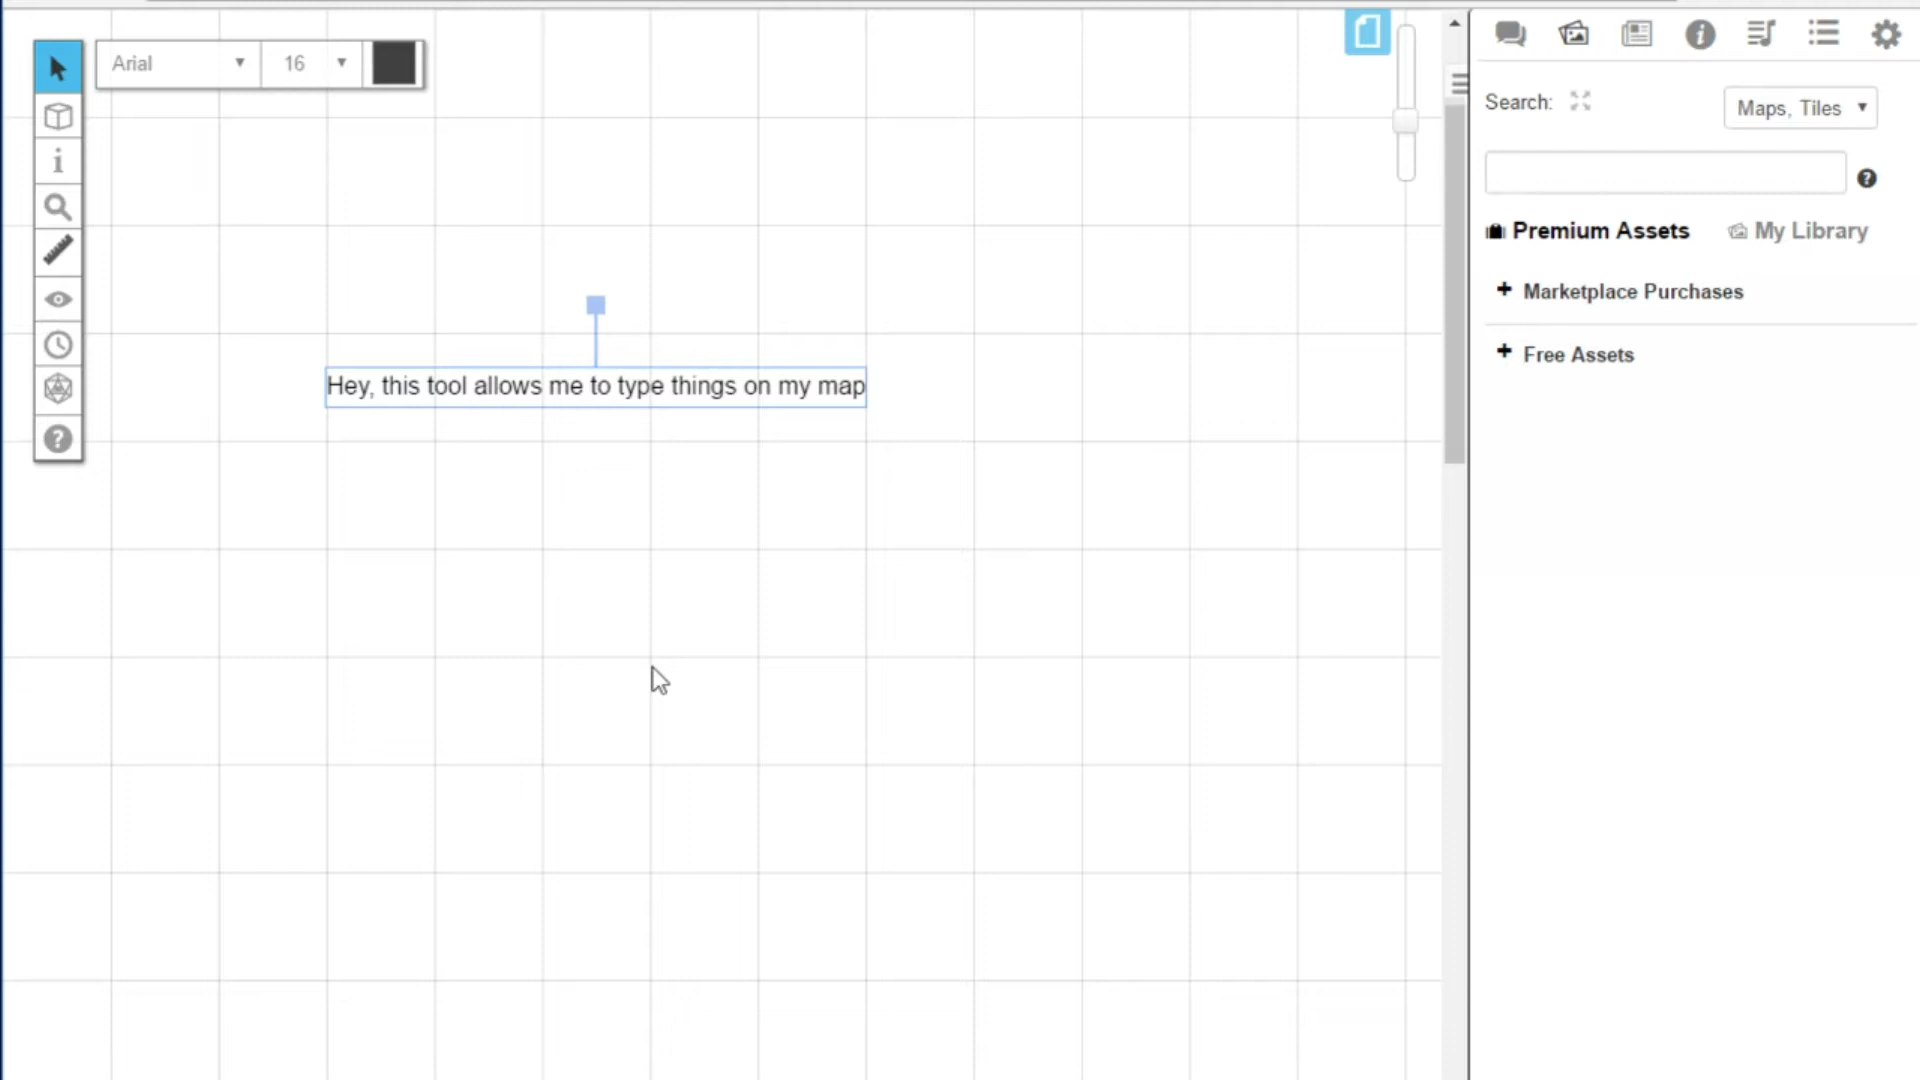 Arial
16
Hey, this tool allows me to type things on my map
Search:
Maps, Tiles
Premium Assets
My Library
Marketplace Purchases
Free Assets